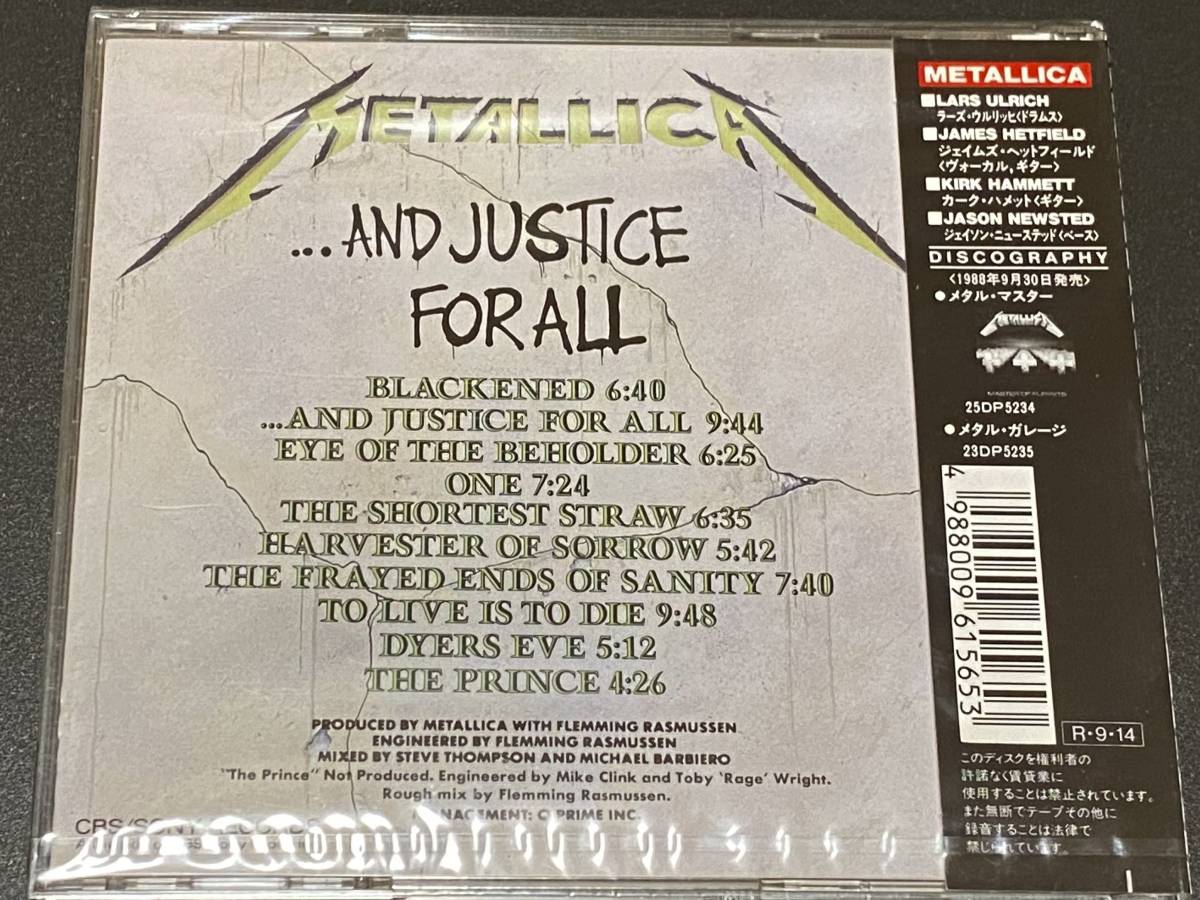 METALLICA
...AND JUSTICE
FOR ALL
BLACKENED 6:40
...AND JUSTICE FOR ALL 9:44
EYE OF THE BEHOLDER 6:25
ONE 7:24
THE SHORTEST STRAW 6:35
HARVESTER OF SORROW 5:42
THE FRAYED ENDS OF SANITY 7:40
TO LIVE IS TO DIE 9:48
DYERS EVE 5:12
THE PRINCE 4:26
PRODUCED BY METALLICA WITH FLEMMING RASMUSSEN
ENGINEERED BY FLEMMING RASMUSSEN
MIXED BY STEVE THOMPSON AND MICHAEL BARBIERO
"The Prince" Not Produced. Engineered by Mike Clink and Toby 'Rage' Wright.
Rough mix by Flemming Rasmussen.
MANAGEMENT: Q PRIME INC.
CBS/SONY RECORDS
METALLICA
■LARS ULRICH
ラーズ・ウルリッヒ〈ドラムス〉
■JAMES HETFIELD
ジェイムズ・ヘットフィールド
〈ヴォーカル,ギター〉
■KIRK HAMMETT
カーク・ハメット〈ギター〉
■JASON NEWSTED
ジェイソン・ニューステッド〈ベース〉
DISCOGRAPHY
〈1988年9月30日発売〉
●メタル・マスター
METALLICA
MASTER OF PUPPETS
25DP5234
●メタル・ガレージ
23DP5235
4 988009 615653
R・9・14
このディスクを権利者の
許諾なく賃貸業に
使用することは禁止されています。
また無断でテープその他に
録音することは法律で
禁じられています。